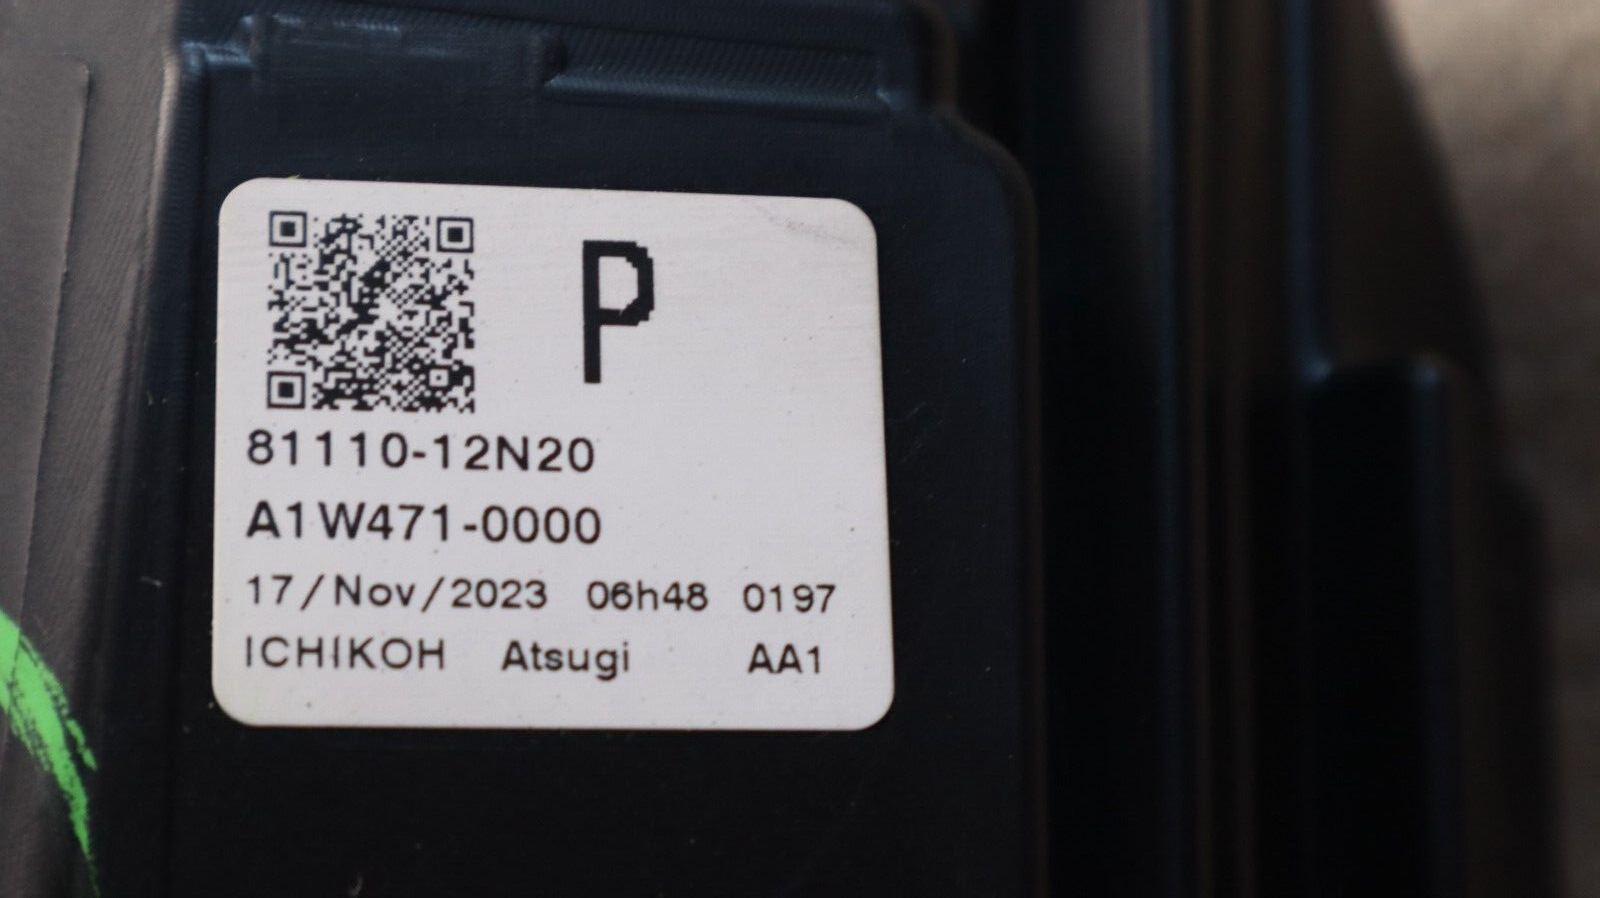 P
81110-12N20
A1W471-0000
17/Nov/2023 06h48 0197
ICHIKOH Atsugi AA1